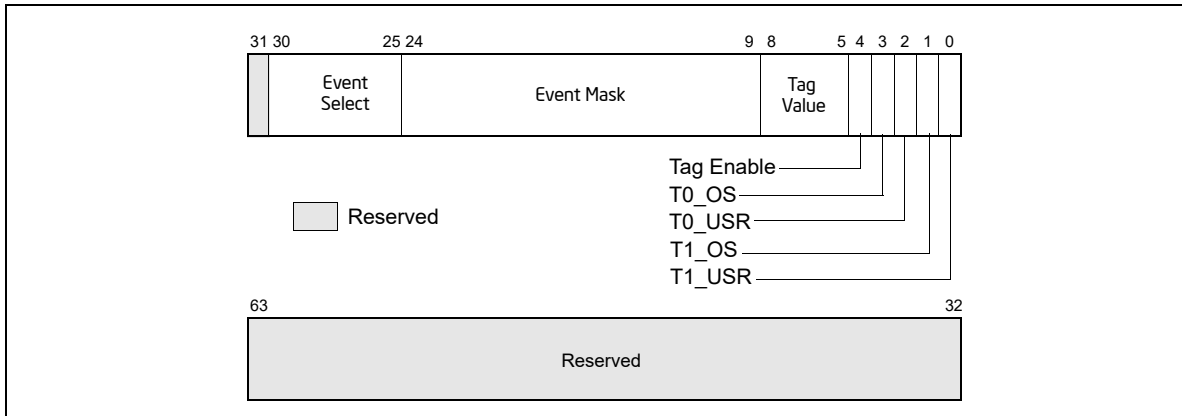 31 30 25 24 9 8 5 4 3 2 1 0
Event
Select
Event Mask
Tag
Value
Tag Enable
T0_OS
Reserved
T0_USR
T1_OS
T1_USR
63 32
Reserved